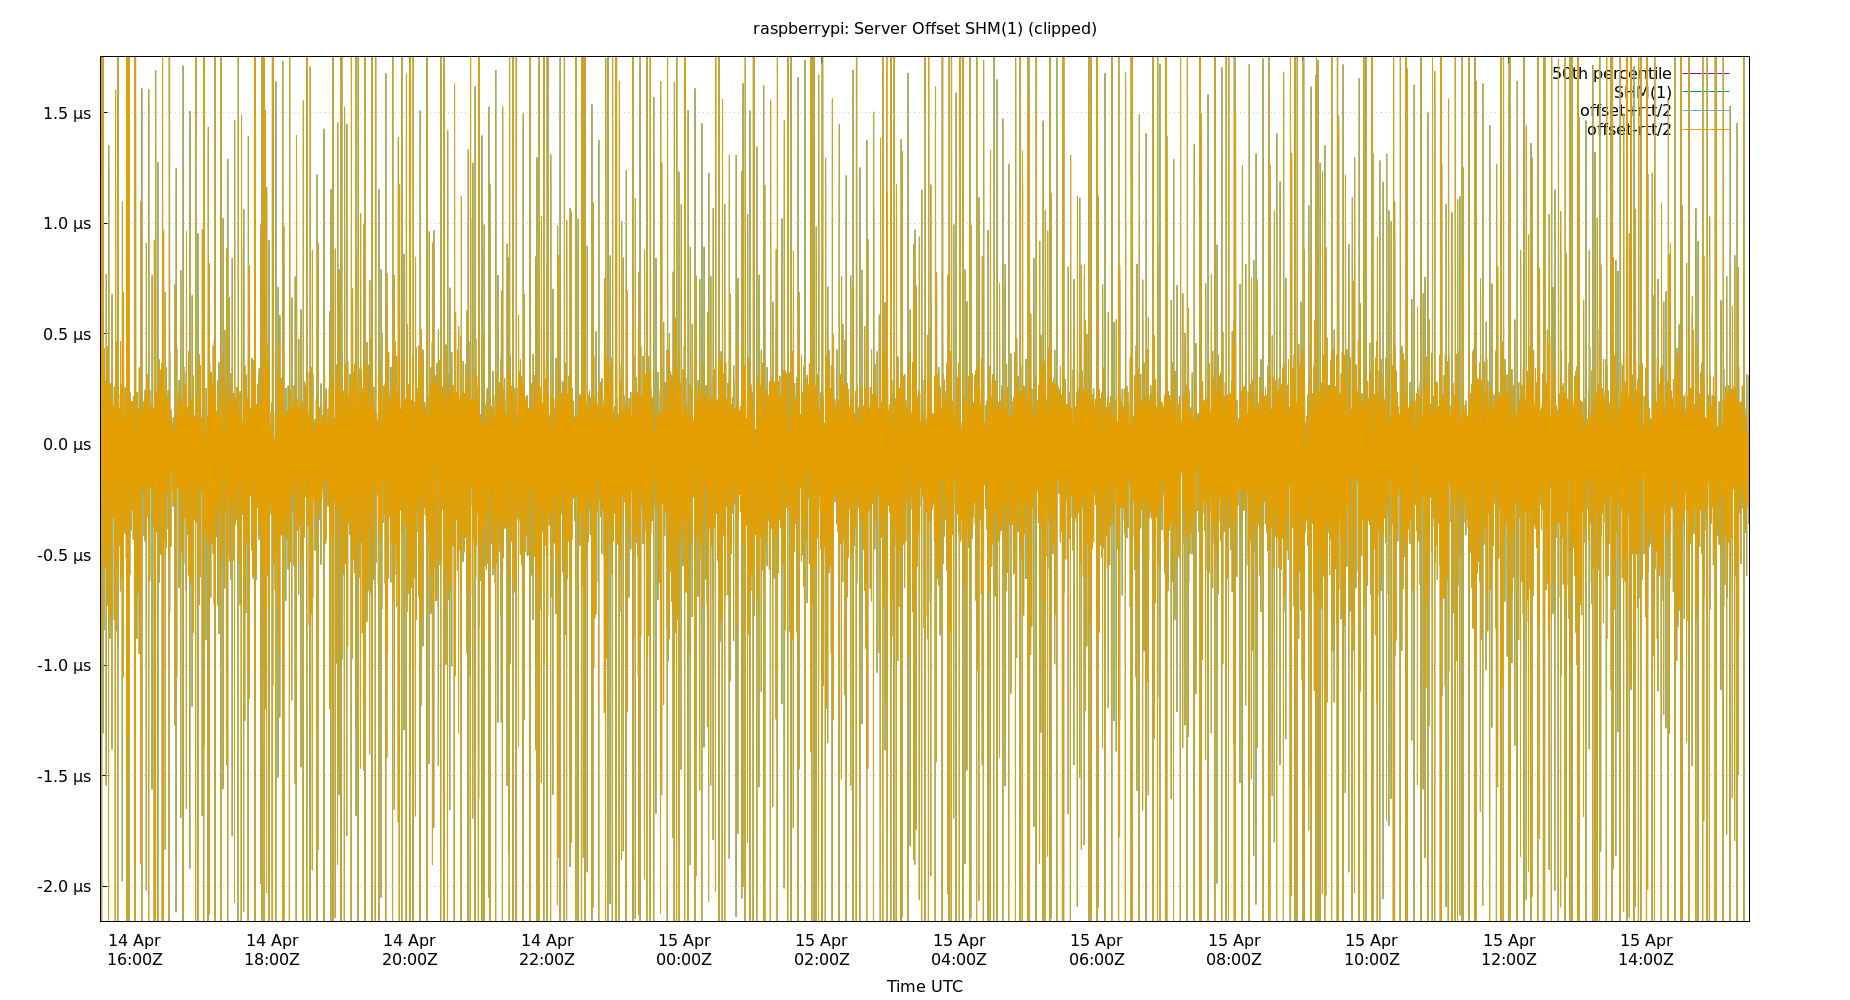 raspberrypi: Server Offset SHM(1) (clipped)
50th percentile
SHM(1)
offset+rtt/2
offset-rtt/2
1.5 µs
1.0 µs
0.5 µs
0.0 µs
-0.5 µs
-1.0 µs
-1.5 µs
-2.0 µs
14 Apr 14 Apr 14 Apr 14 Apr 15 Apr 15 Apr 15 Apr 15 Apr 15 Apr 15 Apr 15 Apr 15 Apr
16:00Z 18:00Z 20:00Z 22:00Z 00:00Z 02:00Z 04:00Z 06:00Z 08:00Z 10:00Z 12:00Z 14:00Z
Time UTC